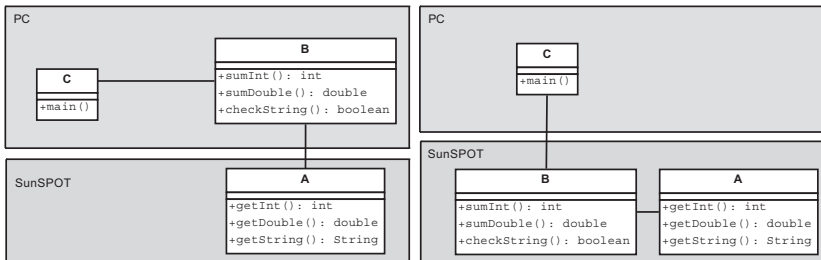 PC
B
C
+sumInt(): int
+sumDouble(): double
+main()
+checkString(): boolean
SunSPOT
A
+getInt(): int
+getDouble(): double
+getString(): String
PC
C
+main()
SunSPOT
B
+sumInt(): int
+sumDouble(): double
+checkString(): boolean
A
+getInt(): int
+getDouble(): double
+getString(): String